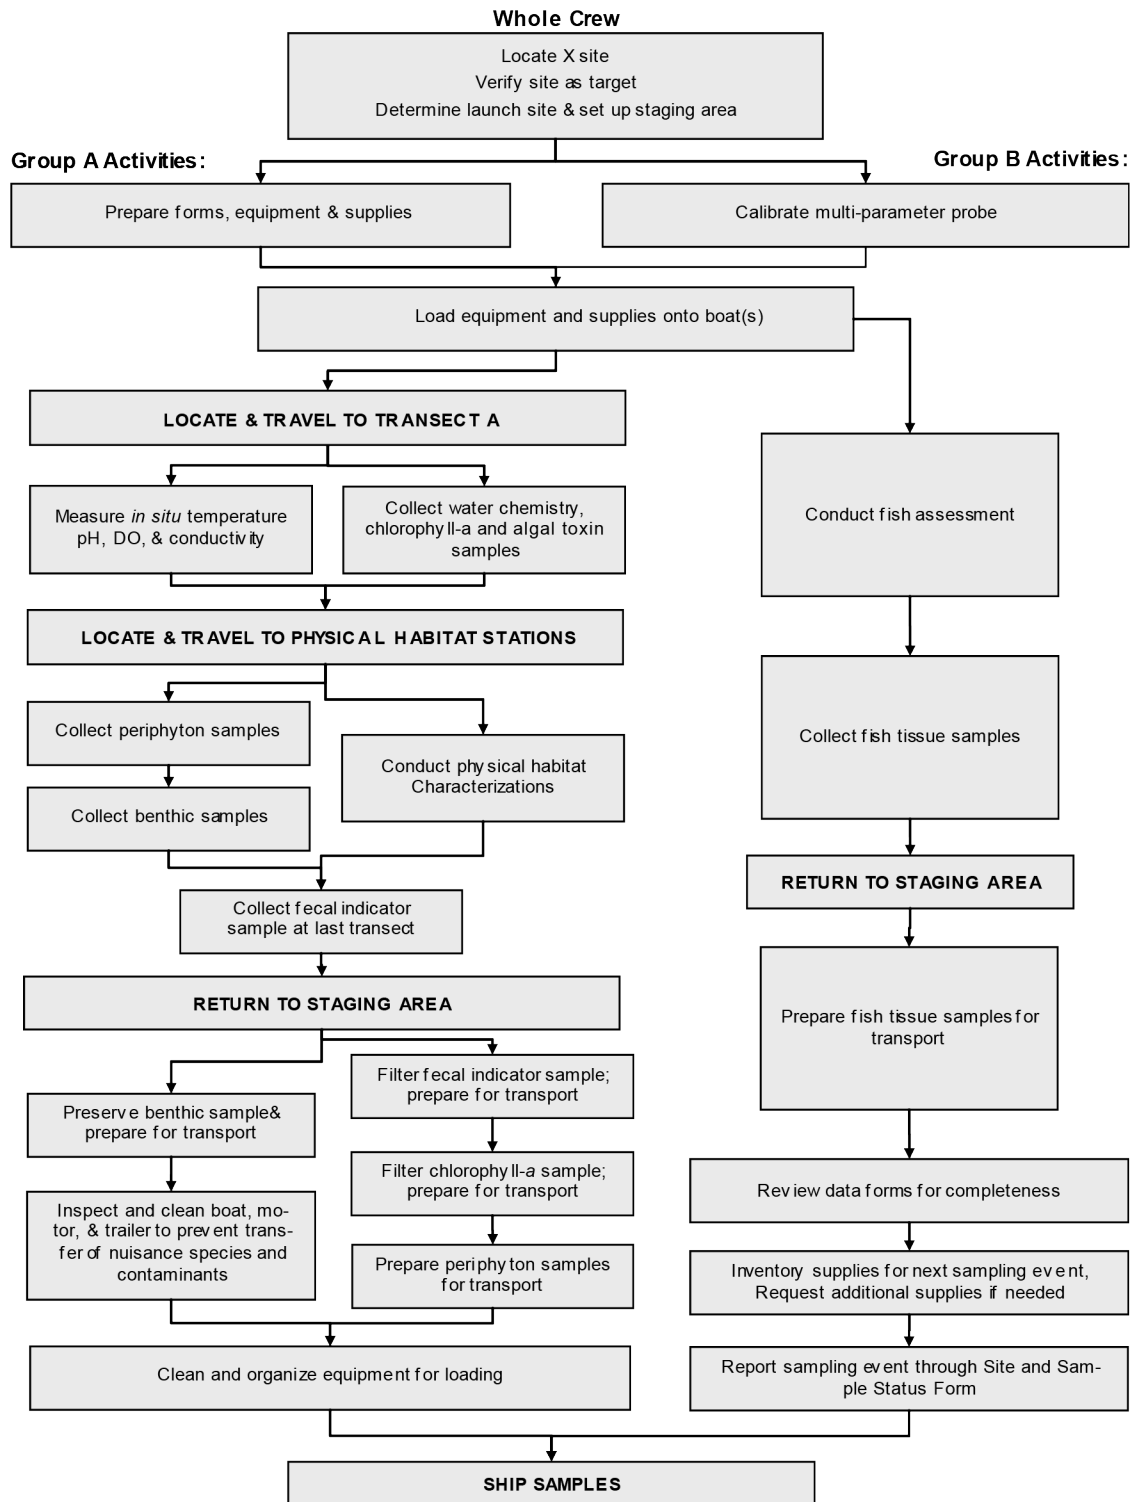 Whole Crew
Locate X site
Verify site as target
Determine launch site & set up staging area
Group A Activities:
Group B Activities:
Prepare forms, equipment & supplies
Calibrate multi-parameter probe
Load equipment and supplies onto boat(s)
LOCATE & TRAVEL TO TRANSECT A
Measure in situ temperature
pH, DO, & conductivity
Collect water chemistry,
chlorophyll-a and algal toxin
samples
Conduct fish assessment
LOCATE & TRAVEL TO PHYSICAL HABITAT STATIONS
Collect periphyton samples
Conduct physical habitat
Characterizations
Collect benthic samples
Collect fish tissue samples
Collect fecal indicator
sample at last transect
RETURN TO STAGING AREA
RETURN TO STAGING AREA
Preserve benthic sample&
prepare for transport
Filter fecal indicator sample;
prepare for transport
Prepare fish tissue samples for
transport
Inspect and clean boat, mo-
tor, & trailer to prevent trans-
fer of nuisance species and
contaminants
Filter chlorophyll-a sample;
prepare for transport
Prepare periphyton samples
for transport
Review data forms for completeness
Inventory supplies for next sampling event,
Request additional supplies if needed
Clean and organize equipment for loading
Report sampling event through Site and Sam-
ple Status Form
SHIP SAMPLES